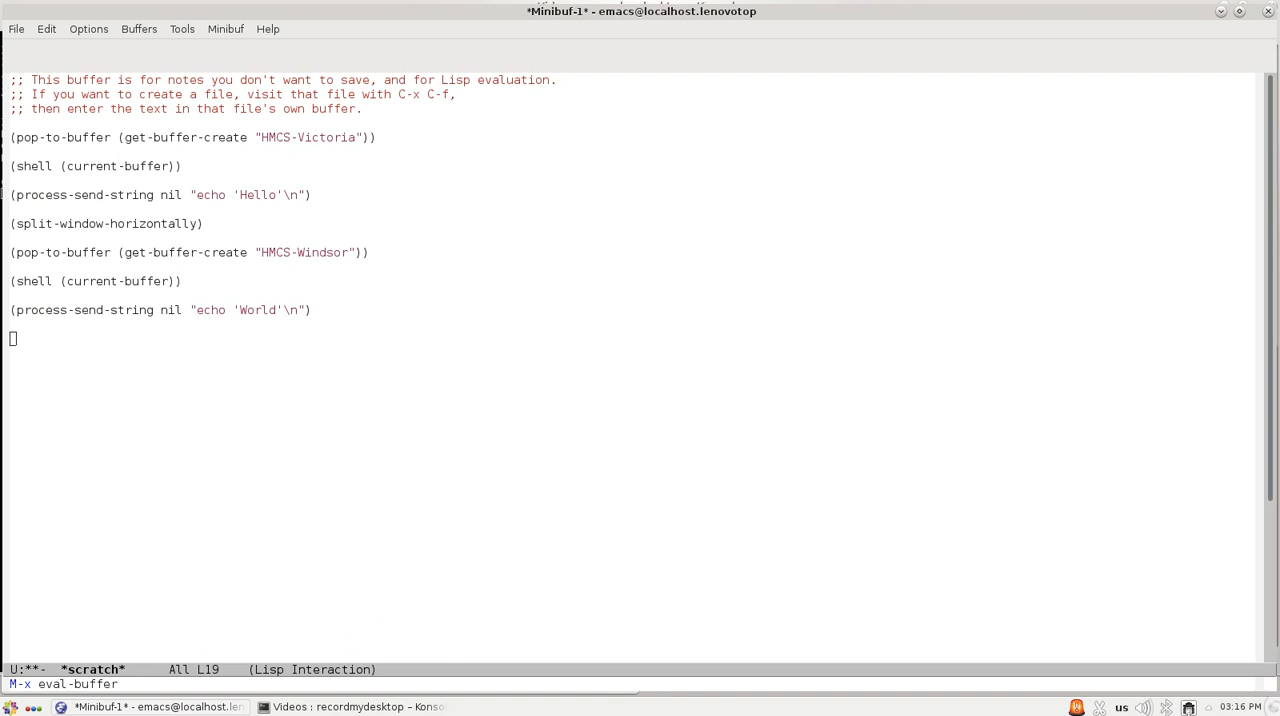 *Minibuf-1* - emacs@localhost.lenovotop
File Edit Options Buffers Tools Minibuf Help
;; This buffer is for notes you don't want to save, and for Lisp evaluation.
;; If you want to create a file, visit that file with C-x C-f,
;; then enter the text in that file's own buffer.
(pop-to-buffer (get-buffer-create "HMCS-Victoria"))
(shell (current-buffer))
(process-send-string nil "echo 'Hello'\n")
(split-window-horizontally)
(pop-to-buffer (get-buffer-create "HMCS-Windsor"))
(shell (current-buffer))
(process-send-string nil "echo 'World'\n")
U:**- *scratch* All L19 (Lisp Interaction)
M-x eval-buffer
*Minibuf-1* - emacs@localhost.len Videos : recordmydesktop – Konso us 03:16 PM